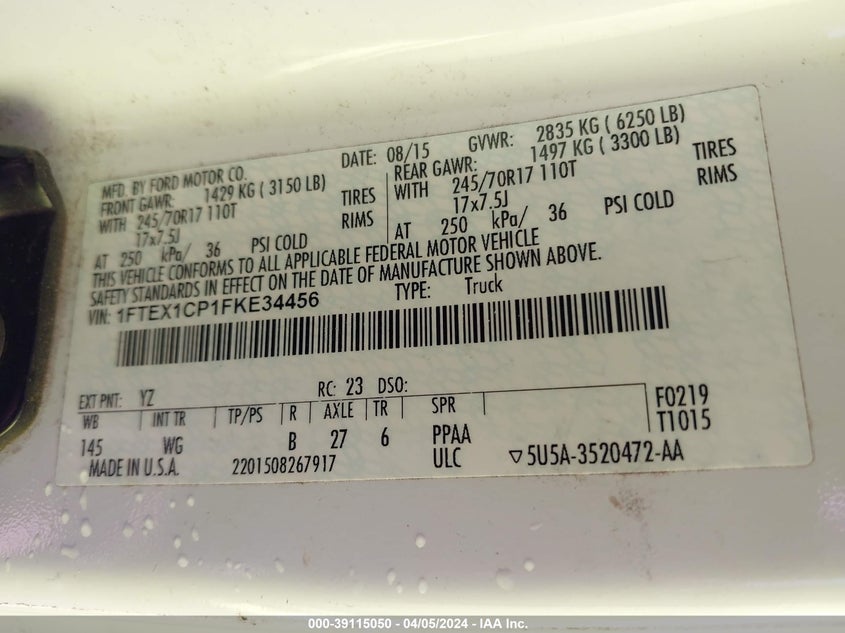 MFD. BY FORD MOTOR CO. DATE: 08/15 GVWR: 2835 KG ( 6250 LB)
FRONT GAWR: 1429 KG ( 3150 LB) REAR GAWR: 1497 KG ( 3300 LB)
WITH 245/70R17 110T TIRES WITH 245/70R17 110T TIRES
17x7.5J RIMS 17x7.5J RIMS
AT 250 kPa/ 36 PSI COLD AT 250 kPa/ 36 PSI COLD
THIS VEHICLE CONFORMS TO ALL APPLICABLE FEDERAL MOTOR VEHICLE
SAFETY STANDARDS IN EFFECT ON THE DATE OF MANUFACTURE SHOWN ABOVE.
VIN: 1FTEX1CP1FKE34456 TYPE: Truck
EXT PNT: YZ RC: 23 DSO: F0219
WB INT TR TP/PS R AXLE TR SPR T1015
145 WG B 27 6 PPAA
MADE IN U.S.A. 2201508267917 ULC ▽5U5A-3520472-AA
000-39115050 - 04/05/2024 - IAA Inc.